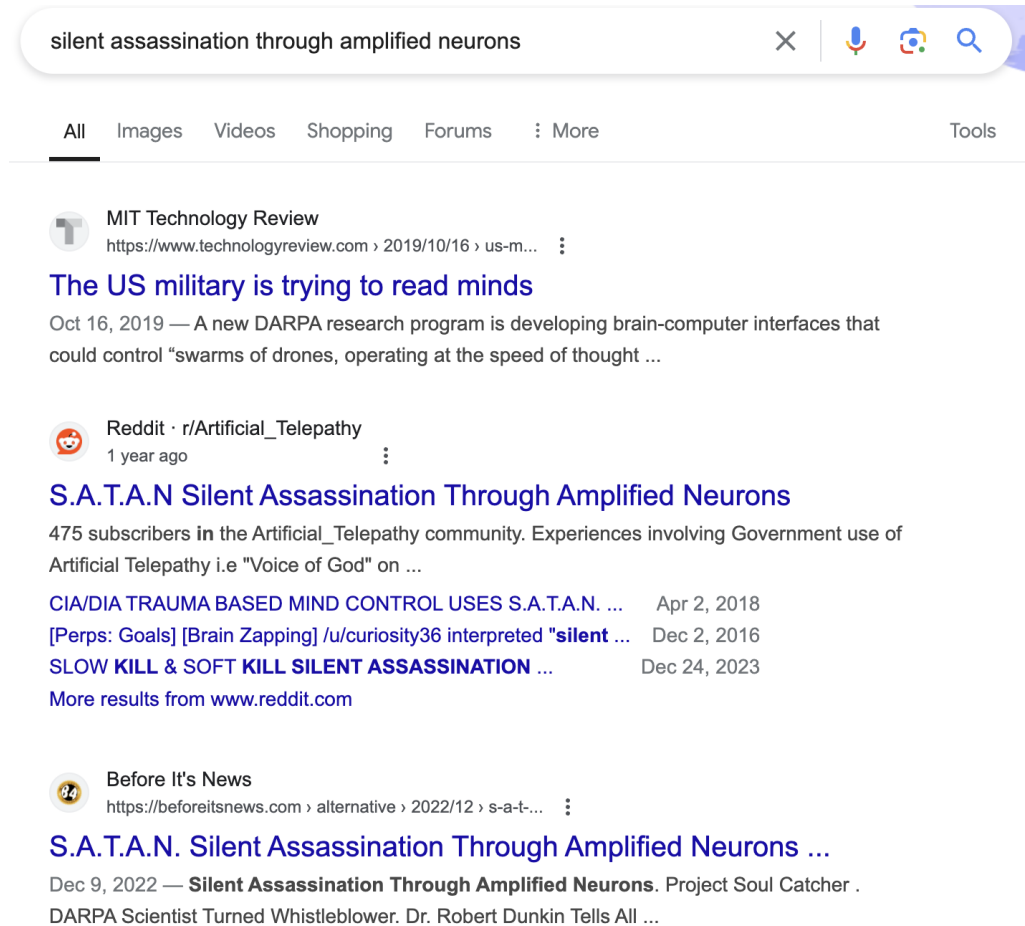 silent assassination through amplified neurons
All Images Videos Shopping Forums More Tools
MIT Technology Review
https://www.technologyreview.com › 2019/10/16 › us-m...
The US military is trying to read minds
Oct 16, 2019 — A new DARPA research program is developing brain-computer interfaces that
could control “swarms of drones, operating at the speed of thought ...
Reddit · r/Artificial_Telepathy
1 year ago
S.A.T.A.N Silent Assassination Through Amplified Neurons
475 subscribers in the Artificial_Telepathy community. Experiences involving Government use of
Artificial Telepathy i.e "Voice of God" on ...
CIA/DIA TRAUMA BASED MIND CONTROL USES S.A.T.A.N. ... Apr 2, 2018
[Perps: Goals] [Brain Zapping] /u/curiosity36 interpreted "silent ... Dec 2, 2016
SLOW KILL & SOFT KILL SILENT ASSASSINATION ... Dec 24, 2023
More results from www.reddit.com
Before It's News
https://beforeitsnews.com › alternative › 2022/12 › s-a-t-...
S.A.T.A.N. Silent Assassination Through Amplified Neurons ...
Dec 9, 2022 — Silent Assassination Through Amplified Neurons. Project Soul Catcher .
DARPA Scientist Turned Whistleblower. Dr. Robert Dunkin Tells All ...